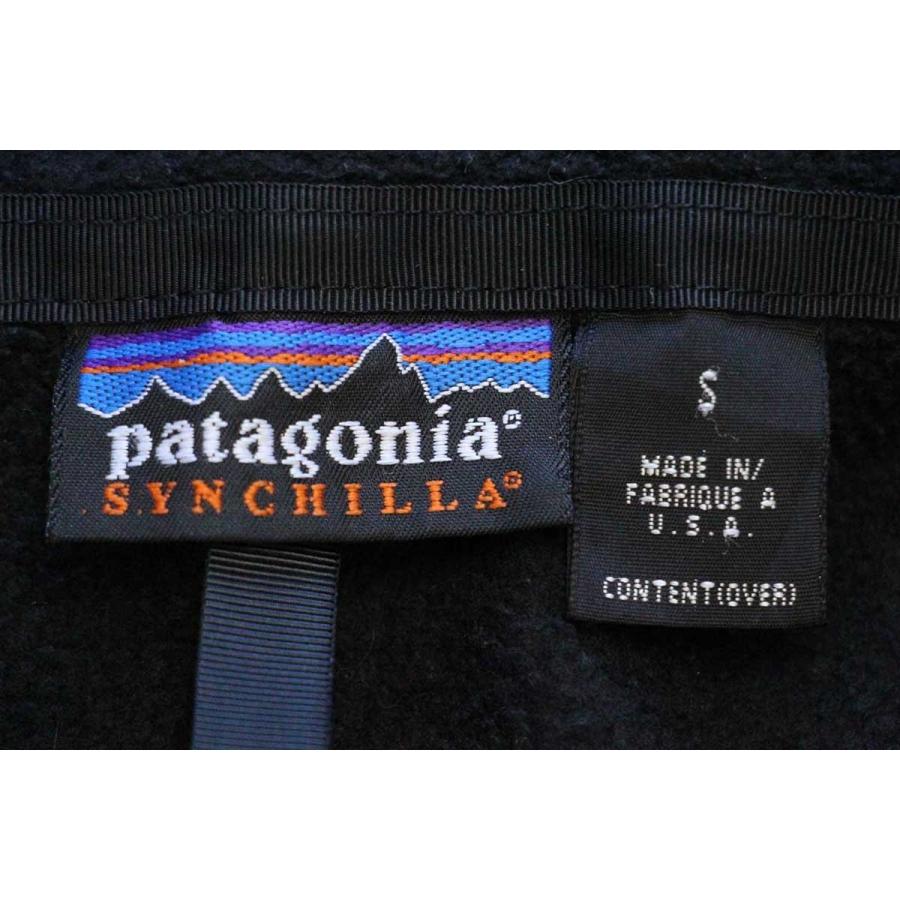 patagonia®
SYNCHILLA®
S
MADE IN/
FABRIQUE A
U.S.A.
CONTENT(OVER)